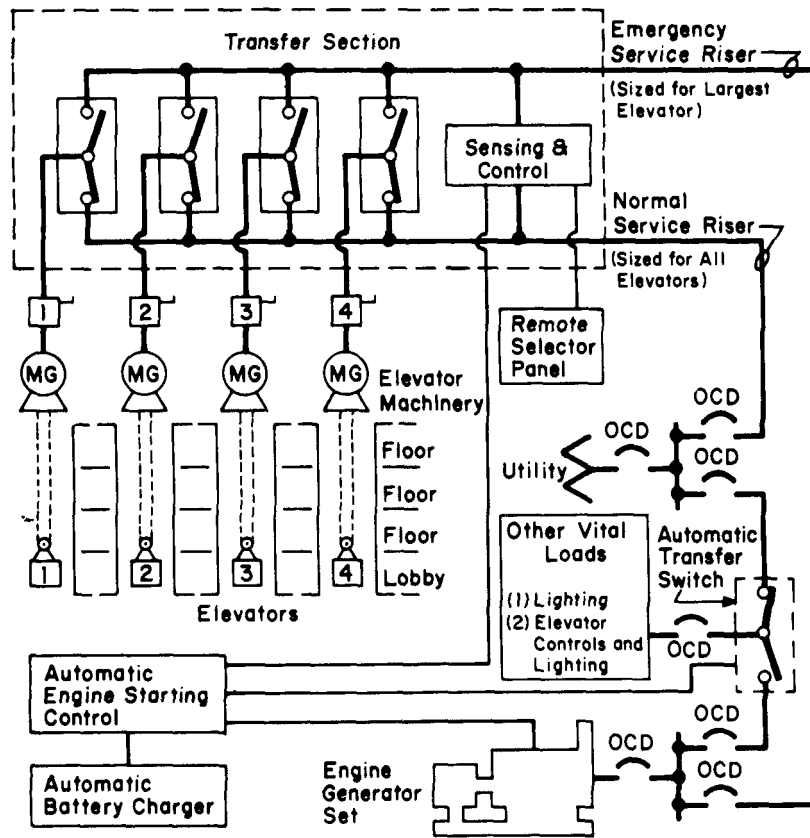 Transfer Section
Emergency
Service Riser
(Sized for Largest
Elevator)
Sensing &
Control
Normal
Service Riser
(Sized for All
Elevators)
1
2
3
4
Remote
Selector
Panel
MG
MG
MG
MG
Elevator
Machinery
OCD
OCD
OCD
Floor
Utility
Floor
Floor
Lobby
1
2
3
4
Elevators
Other Vital
Loads
(1) Lighting
(2) Elevator
Controls and
Lighting
Automatic
Transfer
Switch
OCD
Automatic
Engine Starting
Control
Automatic
Battery Charger
Engine
Generator
Set
OCD
OCD
OCD